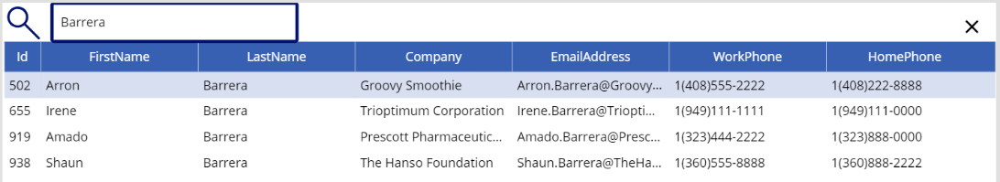 Barrera
Id FirstName LastName Company EmailAddress WorkPhone HomePhone
502 Arron Barrera Groovy Smoothie Arron.Barrera@Groovy... 1(408)555-2222 1(408)222-8888
655 Irene Barrera Trioptimum Corporation Irene.Barrera@Triopti... 1(949)111-1111 1(949)111-0000
919 Amado Barrera Prescott Pharmaceutic... Amado.Barrera@Presc... 1(323)444-2222 1(323)888-0000
938 Shaun Barrera The Hanso Foundation Shaun.Barrera@TheHa... 1(360)555-8888 1(360)888-2222